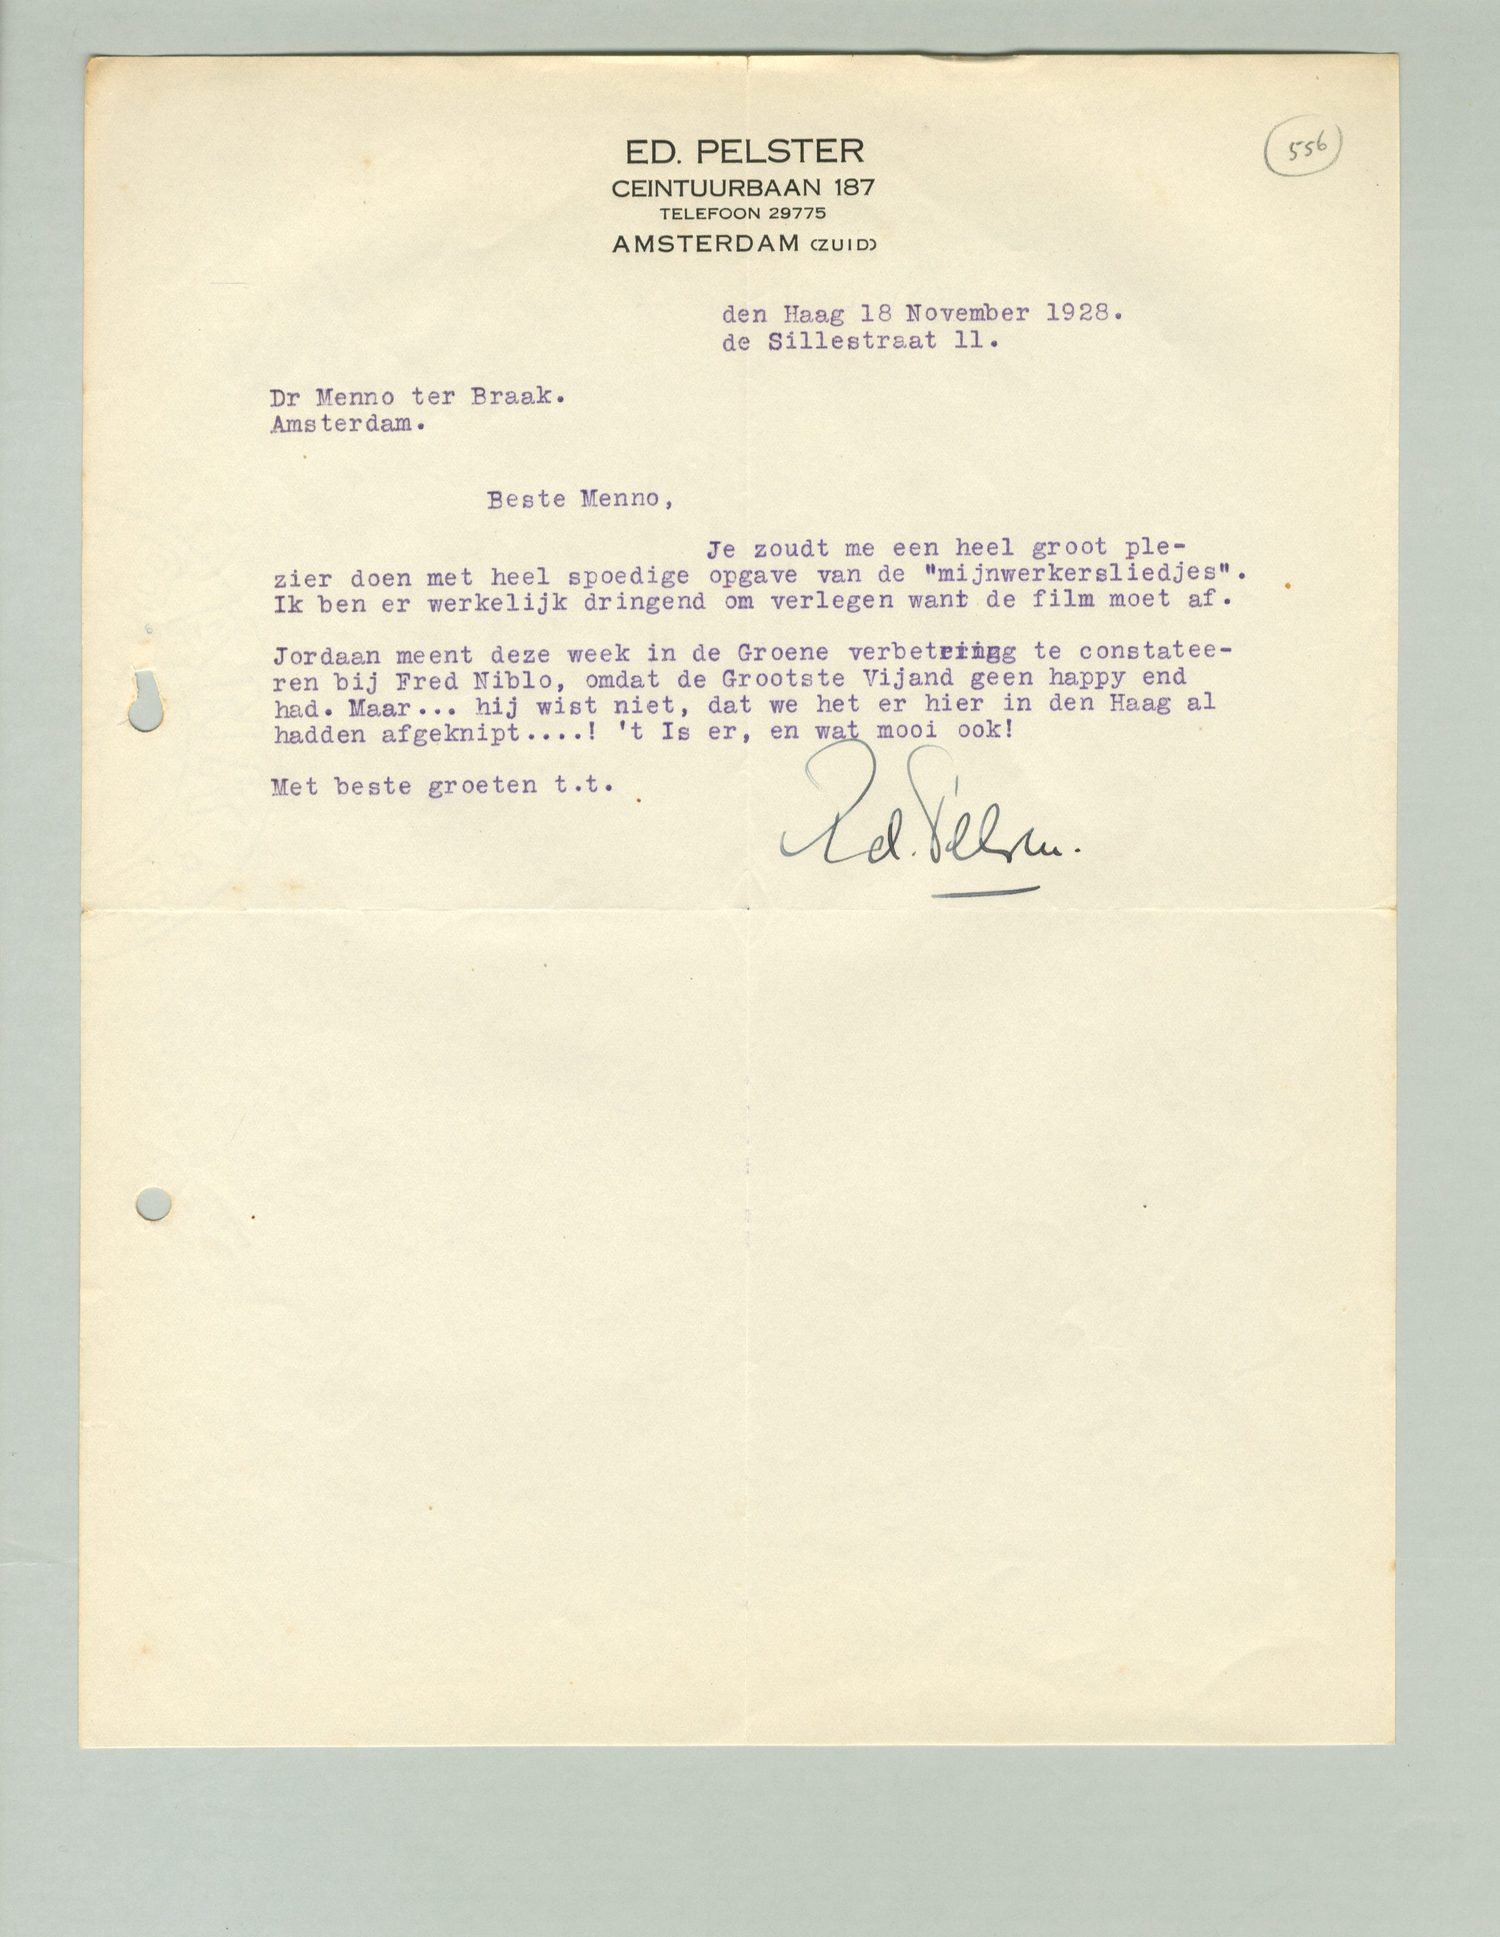 556
ED. PELSTER
CEINTUURBAAN 187
TELEFOON 29775
AMSTERDAM (ZUID)
den Haag 18 November 1928.
de Sillestraat 11.
Dr Menno ter Braak.
Amsterdam.
Beste Menno,
Je zoudt me een heel groot ple-
zier doen met heel spoedige opgave van de "mijnwerkersliedjes".
Ik ben er werkelijk dringend om verlegen want de film moet af.
Jordaan meent deze week in de Groene verbetering te constatee-
ren bij Fred Niblo, omdat de Grootste Vijand geen happy end
had. Maar... hij wist niet, dat we het er hier in den Haag al
hadden afgeknipt....! 't Is er, en wat mooi ook!
Met beste groeten t.t.
Ed. Pelster.